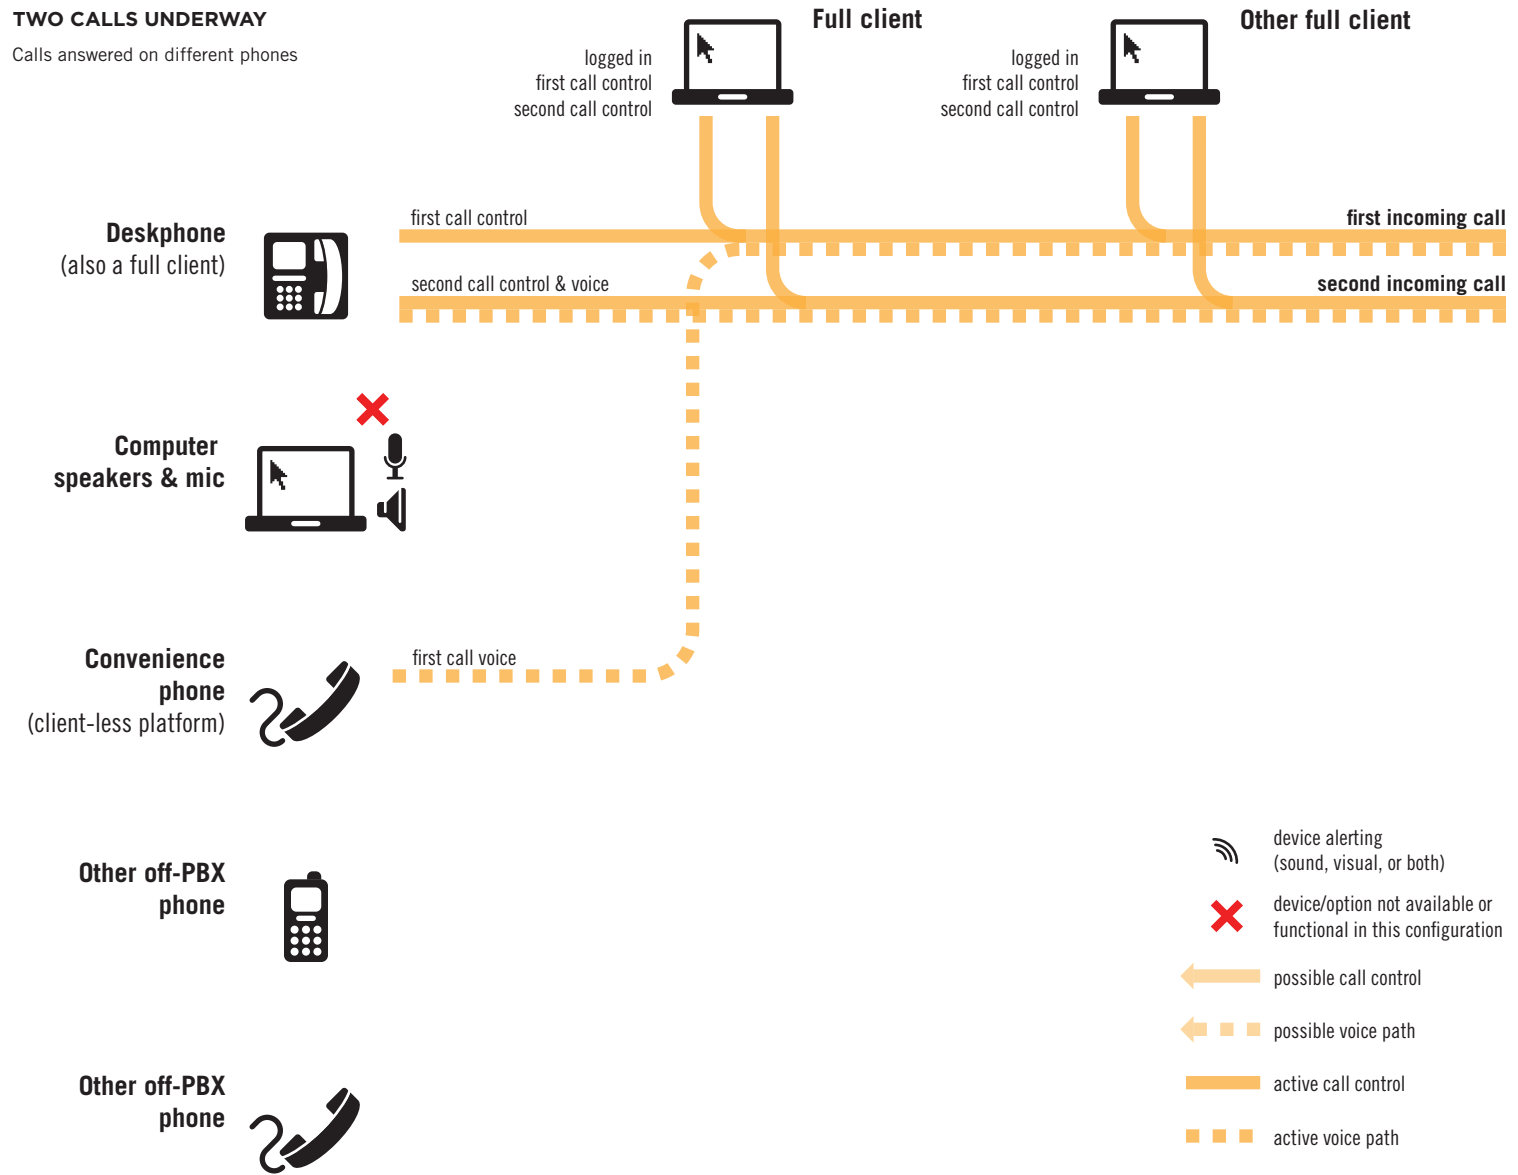 TWO CALLS UNDERWAY
Calls answered on different phones
Full client
logged in
first call control
second call control
Other full client
logged in
first call control
second call control
Deskphone
(also a full client)
first call control
first incoming call
second call control & voice
second incoming call
Computer
speakers & mic
Convenience
phone
(client-less platform)
first call voice
Other off-PBX
phone
Other off-PBX
phone
device alerting
(sound, visual, or both)
device/option not available or
functional in this configuration
possible call control
possible voice path
active call control
active voice path